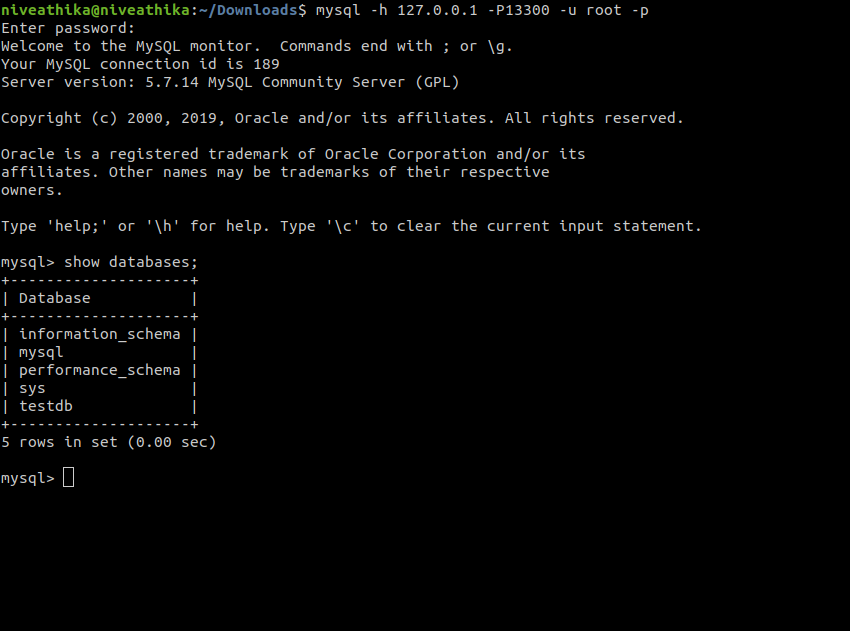 niveathika@niveathika:~/Downloads$ mysql -h 127.0.0.1 -P13300 -u root -p
Enter password:
Welcome to the MySQL monitor.  Commands end with ; or \g.
Your MySQL connection id is 189
Server version: 5.7.14 MySQL Community Server (GPL)

Copyright (c) 2000, 2019, Oracle and/or its affiliates. All rights reserved.

Oracle is a registered trademark of Oracle Corporation and/or its
affiliates. Other names may be trademarks of their respective
owners.

Type 'help;' or '\h' for help. Type '\c' to clear the current input statement.

mysql> show databases;
+--------------------+
| Database           |
+--------------------+
| information_schema |
| mysql              |
| performance_schema |
| sys                |
| testdb             |
+--------------------+
5 rows in set (0.00 sec)

mysql>